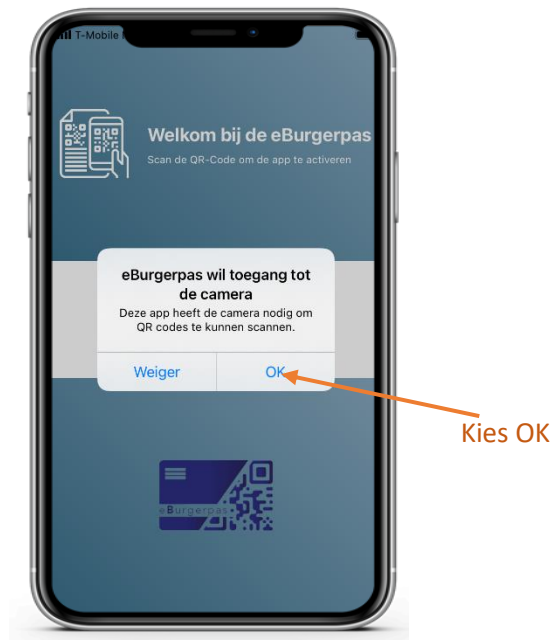 T-Mobile
Welkom bij de eBurgerpas
Scan de QR-Code om de app te activeren
eBurgerpas wil toegang tot
de camera
Deze app heeft de camera nodig om
QR codes te kunnen scannen.
Weiger OK
Kies OK
eBurgerpas